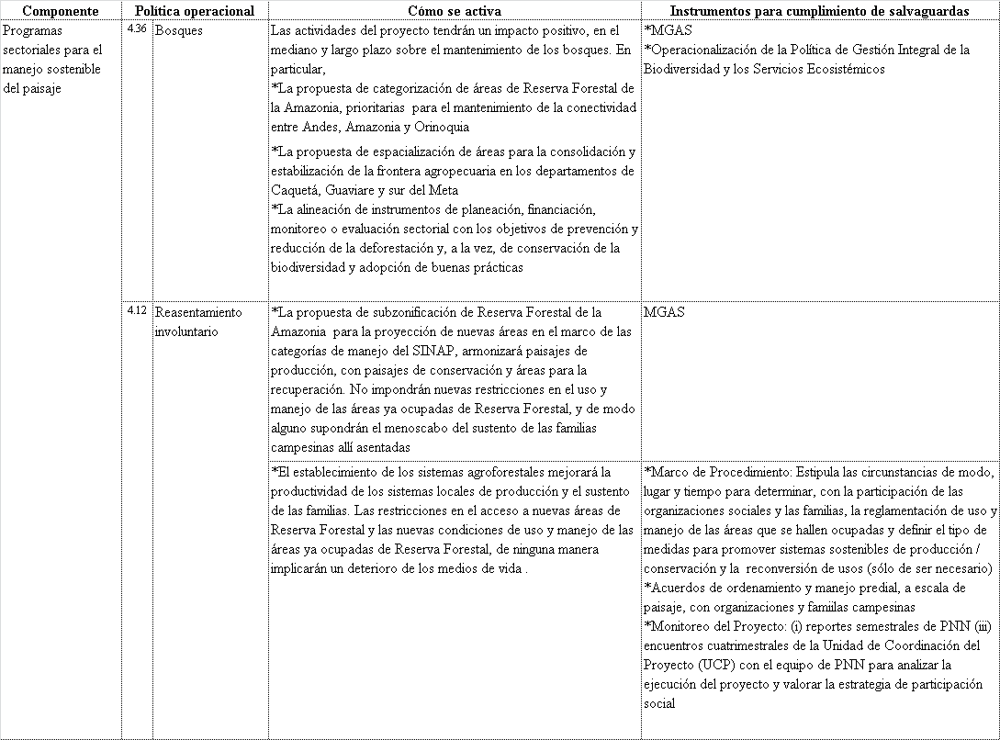 Componente
Política operacional
Cómo se activa
Instrumentos para cumplimiento de salvaguardas
Programas
sectoriales para el
manejo sostenible
del paisaje
4.36
Bosques
Las actividades del proyecto tendrán un impacto positivo, en el
mediano y largo plazo sobre el mantenimiento de los bosques. En
particular,
*La propuesta de categorización de áreas de Reserva Forestal de
la Amazonia, prioritarias  para el mantenimiento de la conectividad
entre Andes, Amazonia y Orinoquia
*La propuesta de espacialización de áreas para la consolidación y
estabilización de la frontera agropecuaria en los departamentos de
Caquetá, Guaviare y sur del Meta
*La alineación de instrumentos de planeación, financiación,
monitoreo o evaluación sectorial con los objetivos de prevención y
reducción de la deforestación y, a la vez, de conservación de la
biodiversidad y adopción de buenas prácticas
*MGAS
*Operacionalización de la Política de Gestión Integral de la
Biodiversidad y los Servicios Ecosistémicos
4.12
Reasentamiento
involuntario
*La propuesta de subzonificación de Reserva Forestal de la
Amazonia  para la proyección de nuevas áreas en el marco de las
categorías de manejo del SINAP, armonizará paisajes de
producción, con paisajes de conservación y áreas para la
recuperación. No impondrán nuevas restricciones en el uso y
manejo de las áreas ya ocupadas de Reserva Forestal, y de modo
alguno supondrán el menoscabo del sustento de las familias
campesinas allí asentadas
MGAS
*El establecimiento de los sistemas agroforestales mejorará la
productividad de los sistemas locales de producción y el sustento
de las familias. Las restricciones en el acceso a nuevas áreas de
Reserva Forestal y las nuevas condiciones de uso y manejo de las
áreas ya ocupadas de Reserva Forestal, de ninguna manera
implicarán un deterioro de los medios de vida .
*Marco de Procedimiento: Estipula las circunstancias de modo,
lugar y tiempo para determinar, con la participación de las
organizaciones sociales y las familias, la reglamentación de uso y
manejo de las áreas que se hallen ocupadas y definir el tipo de
medidas para promover sistemas sostenibles de producción /
conservación y la  reconversión de usos (sólo de ser necesario)
*Acuerdos de ordenamiento y manejo predial, a escala de
paisaje, con organizaciones y famiilas campesinas
*Monitoreo del Proyecto: (i) reportes semestrales de PNN (iii)
encuentros cuatrimestrales de la Unidad de Coordinación del
Proyecto (UCP) con el equipo de PNN para analizar la
ejecución del proyecto y valorar la estrategia de participación
social